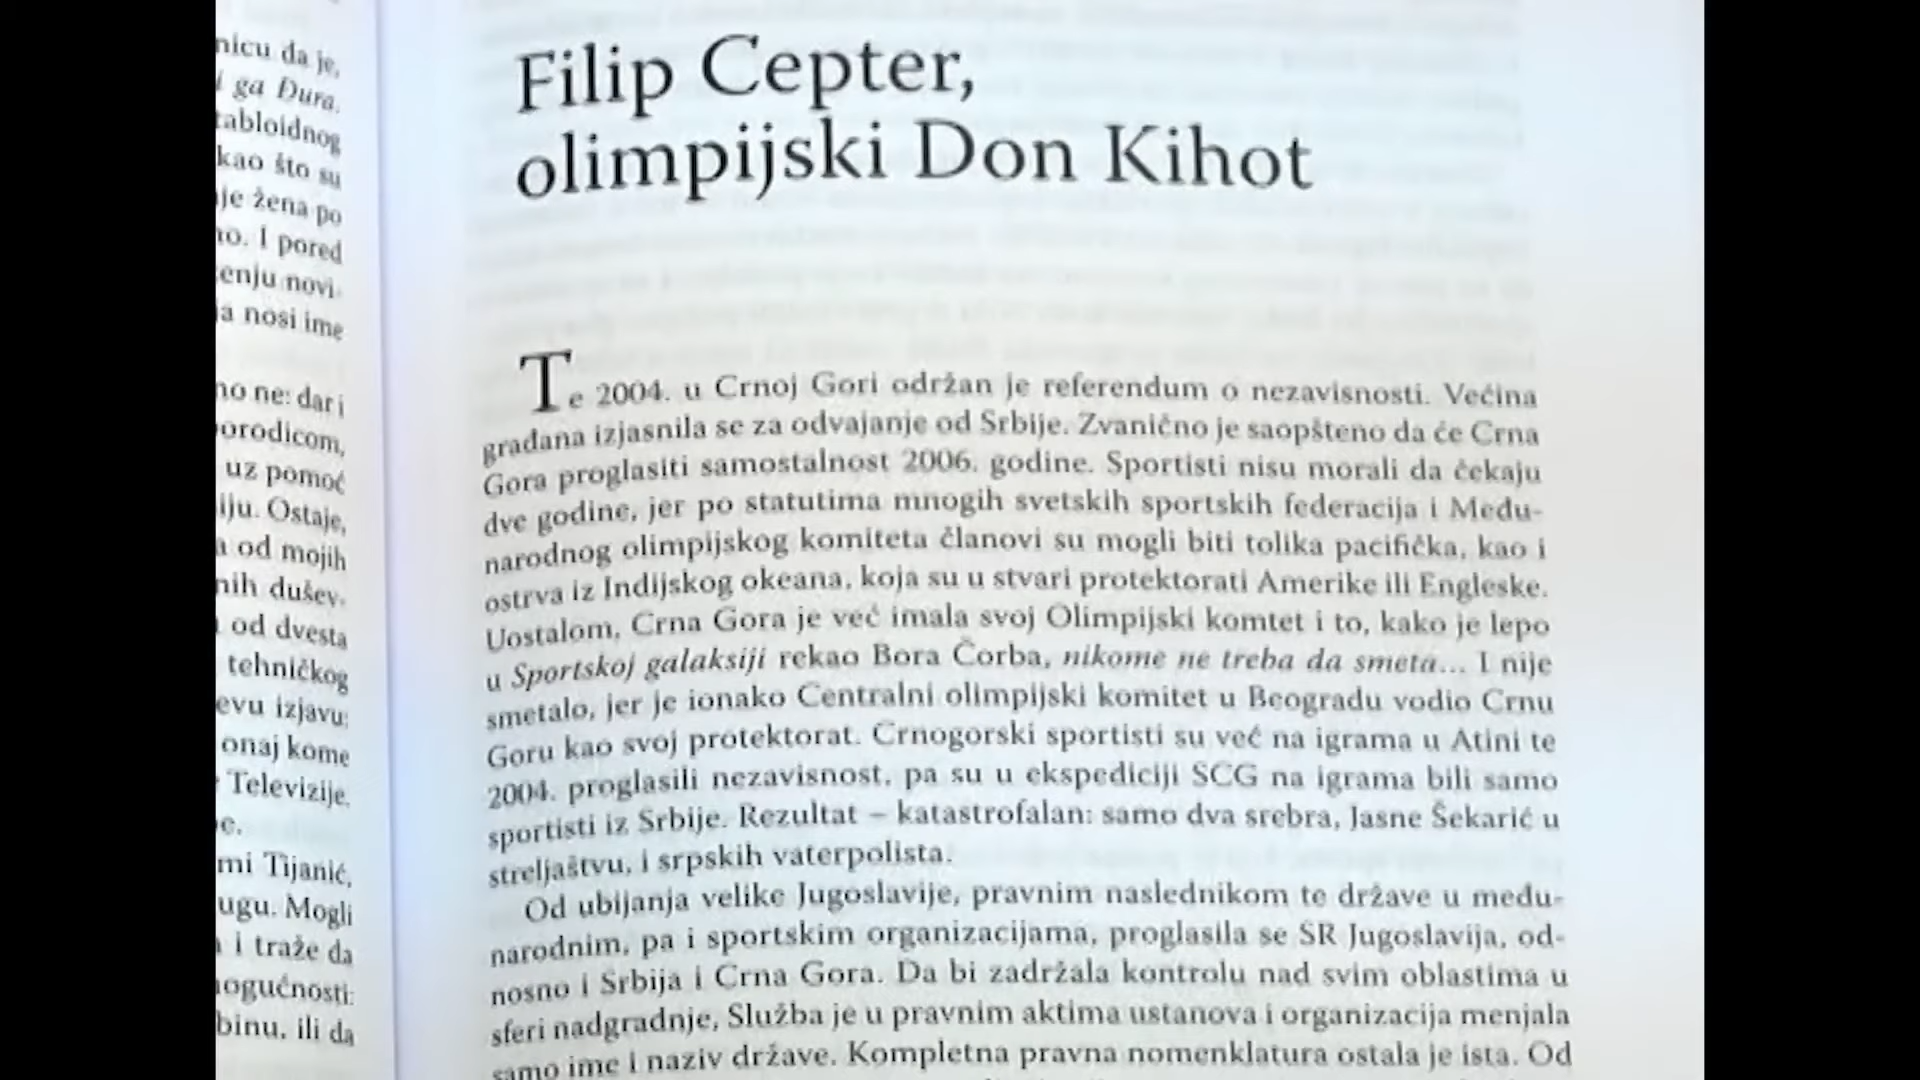 nicu da je,
i ga Đura.
tabloidnog
kao što su
je žena po
no. I pored
enju novi-
a nosi ime
no ne: dar i
orodicom,
uz pomoć
iju. Ostaje,
a od mojih
nih dušev-
od dvesta
tehničkog
evu izjavu:
onaj kome
Televizije.
e.
mi Tijanić,
ugu. Mogli
i traže da
ogućnosti:
binu, ili da
Filip Cepter,
olimpijski Don Kihot
Te 2004. u Crnoj Gori održan je referendum o nezavisnosti. Većina
građana izjasnila se za odvajanje od Srbije. Zvanično je saopšteno da će Crna
Gora proglasiti samostalnost 2006. godine. Sportisti nisu morali da čekaju
dve godine, jer po statutima mnogih svetskih sportskih federacija i Među-
narodnog olimpijskog komiteta članovi su mogli biti tolika pacifička, kao i
ostrva iz Indijskog okeana, koja su u stvari protektorati Amerike ili Engleske.
Uostalom, Crna Gora je već imala svoj Olimpijski komtet i to, kako je lepo
u Sportskoj galaksiji rekao Bora Čorba, nikome ne treba da smeta... I nije
smetalo, jer je ionako Centralni olimpijski komitet u Beogradu vodio Crnu
Goru kao svoj protektorat. Crnogorski sportisti su već na igrama u Atini te
2004. proglasili nezavisnost, pa su u ekspediciji SCG na igrama bili samo
sportisti iz Srbije. Rezultat – katastrofalan: samo dva srebra, Jasne Šekarić u
streljaštvu, i srpskih vaterpolista.
Od ubijanja velike Jugoslavije, pravnim naslednikom te države u među-
narodnim, pa i sportskim organizacijama, proglasila se SR Jugoslavija, od-
nosno i Srbija i Crna Gora. Da bi zadržala kontrolu nad svim oblastima u
sferi nadgradnje, Služba je u pravnim aktima ustanova i organizacija menjala
samo ime i naziv države. Kompletna pravna nomenklatura ostala je ista. Od